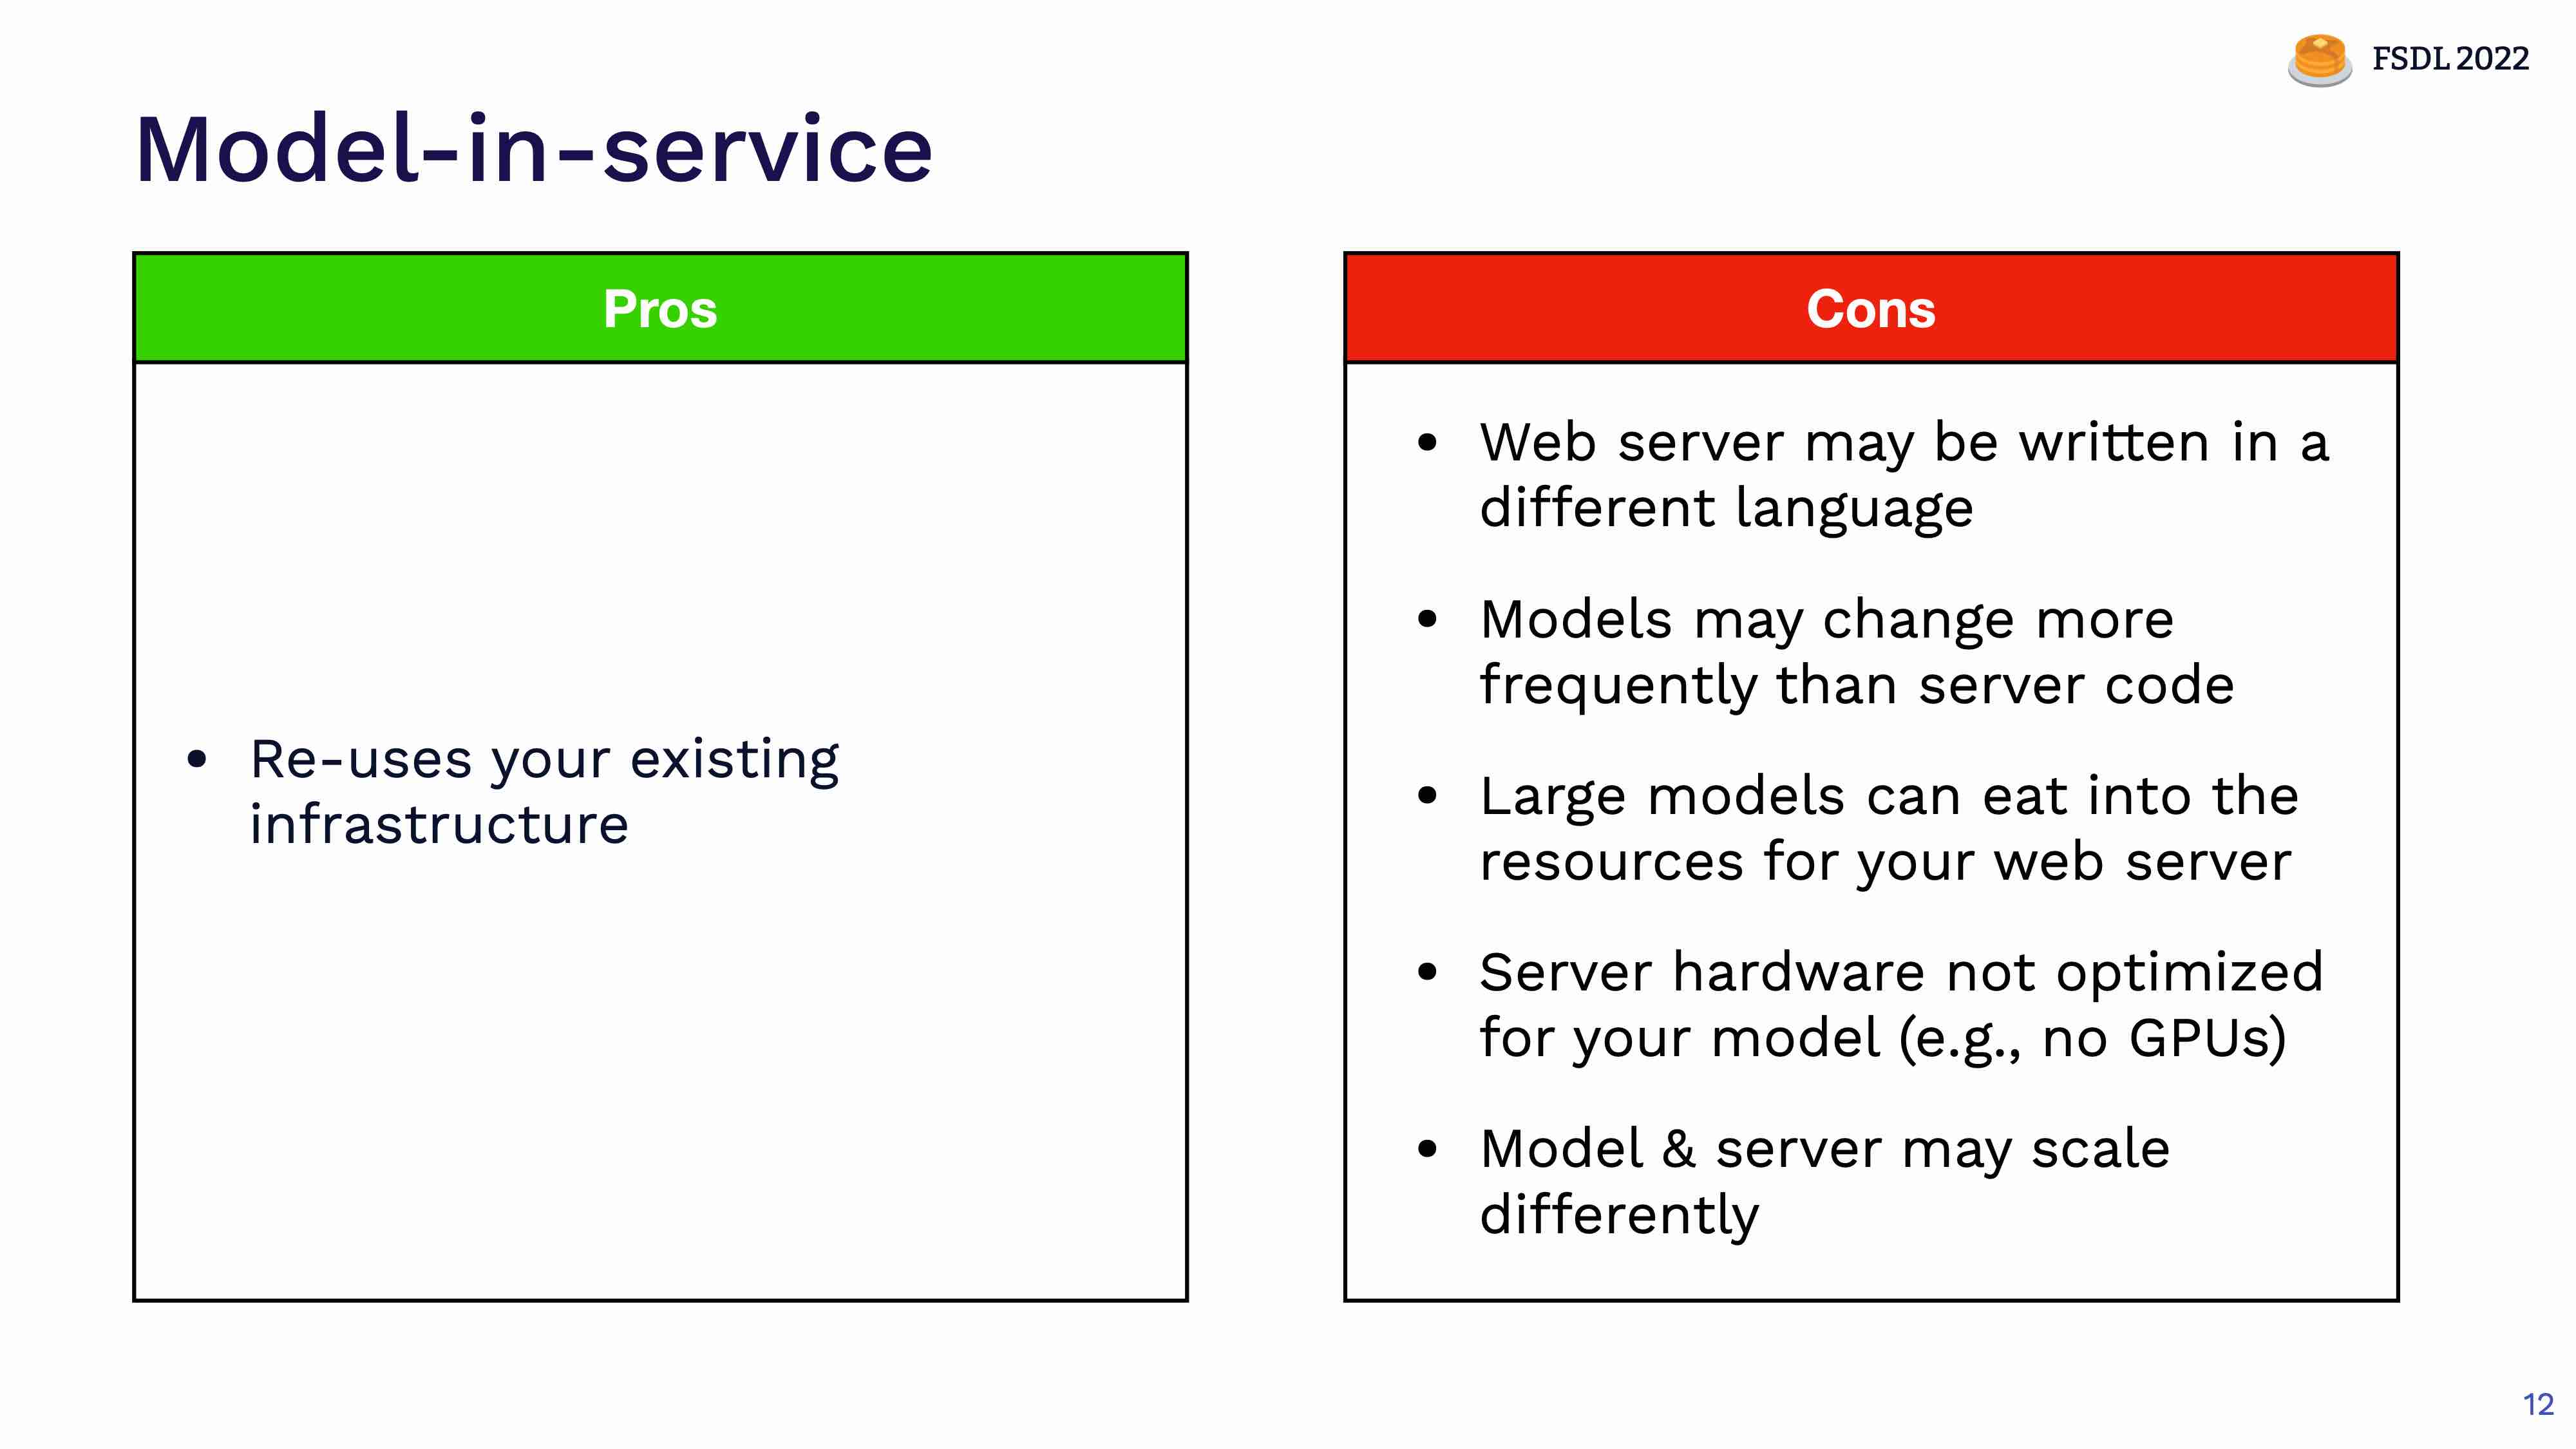 FSDL 2022
Model-in-service
Pros
• Re-uses your existing
infrastructure
Cons
• Web server may be written in a
different language
• Models may change more
frequently than server code
• Large models can eat into the
resources for your web server
• Server hardware not optimized
for your model (e.g., no GPUs)
• Model & server may scale
differently
12